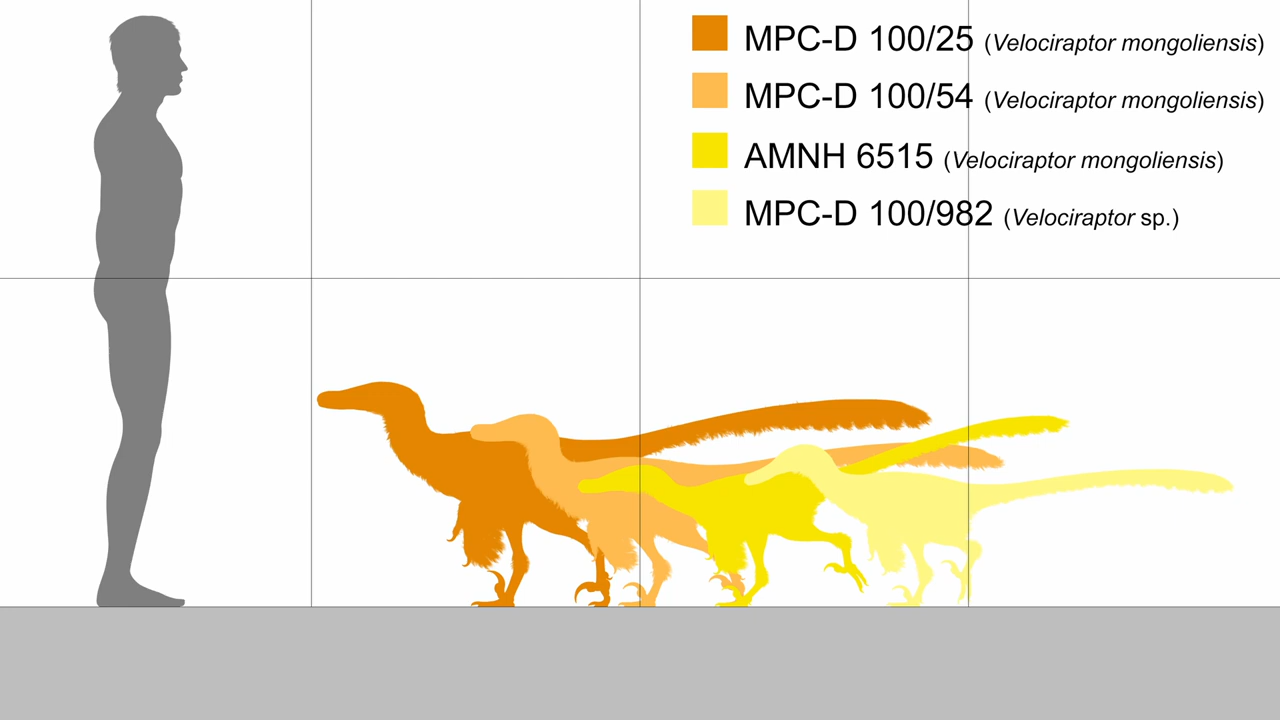 MPC-D 100/25 (Velociraptor mongoliensis)
MPC-D 100/54 (Velociraptor mongoliensis)
AMNH 6515 (Velociraptor mongoliensis)
MPC-D 100/982 (Velociraptor sp.)